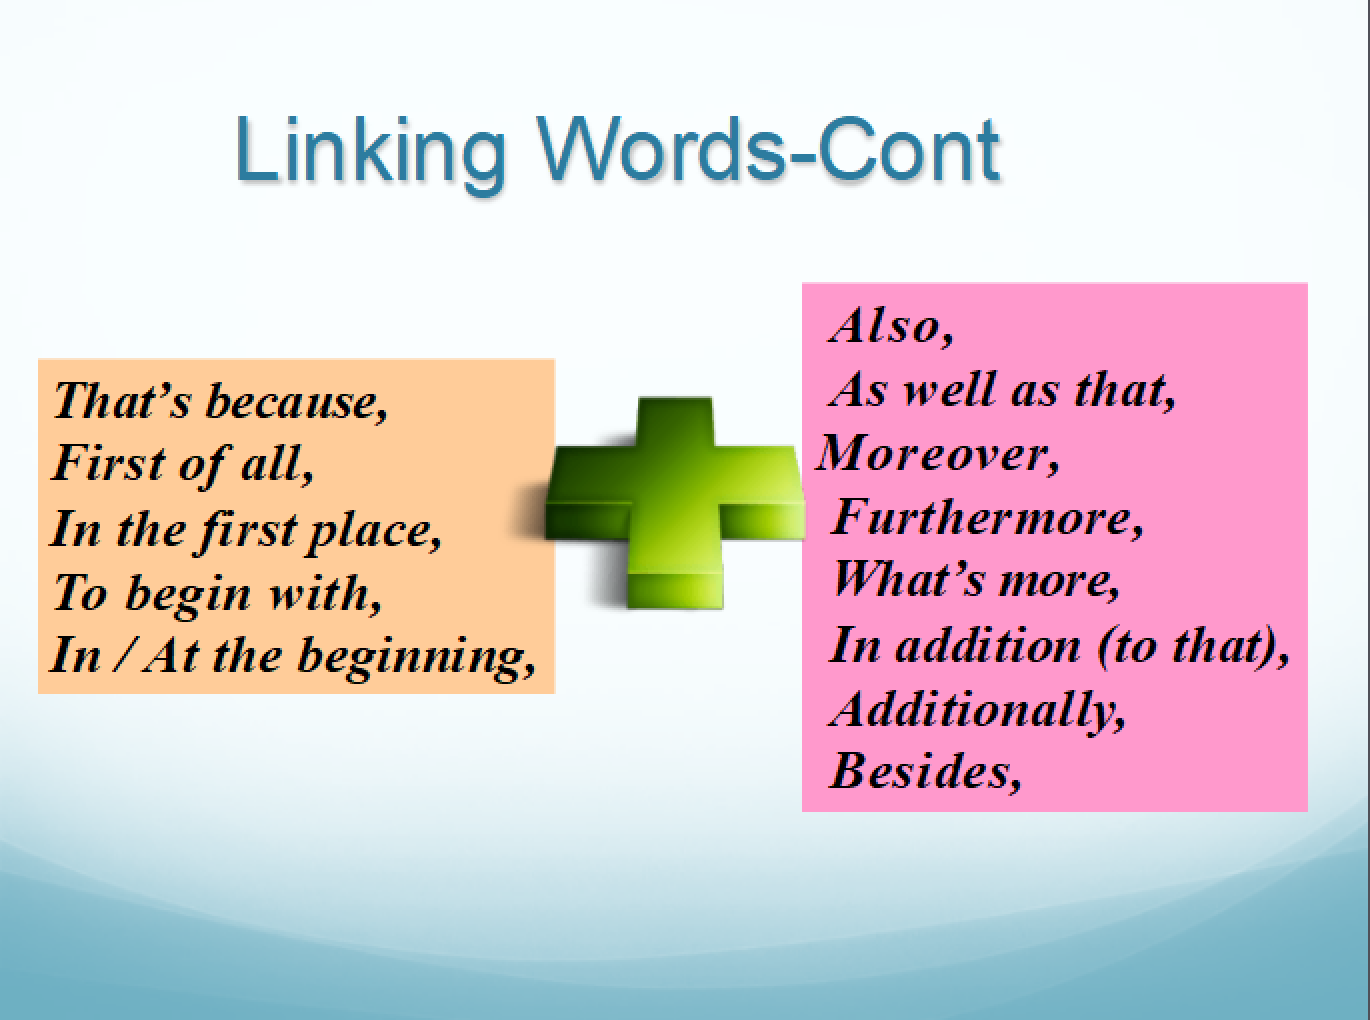 Linking Words-Cont
That’s because,
First of all,
In the first place,
To begin with,
In / At the beginning,
Also,
As well as that,
Moreover,
Furthermore,
What’s more,
In addition (to that),
Additionally,
Besides,